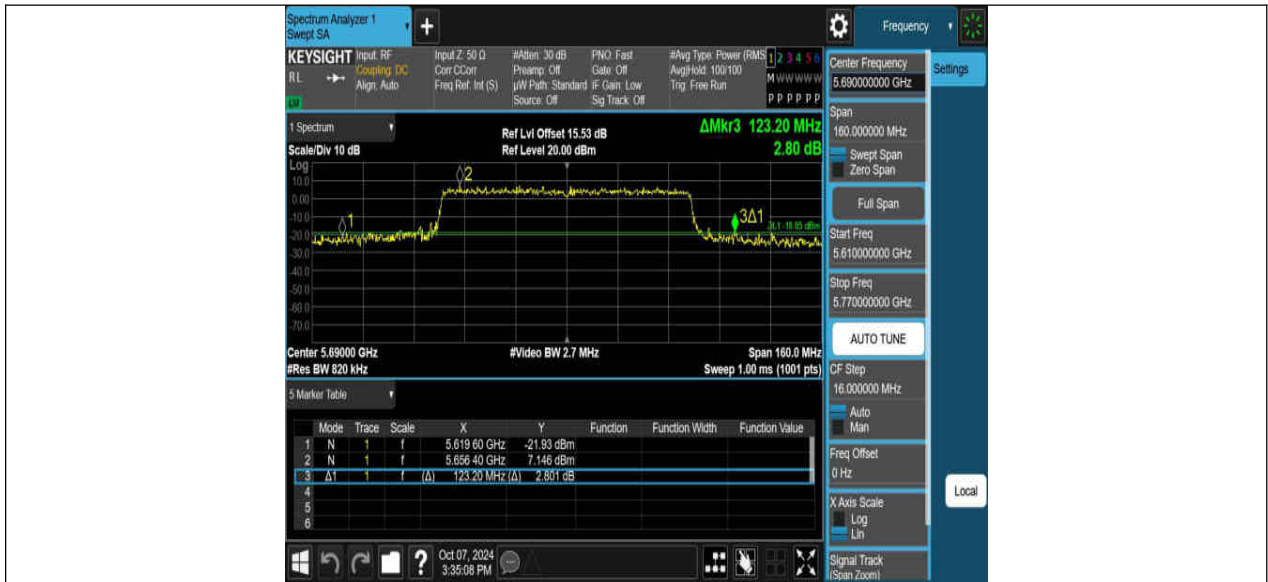 Spectrum Analyzer 1
Swept SA
+
Frequency
KEYSIGHT
RL
LW
Input: RF
Coupling: DC
Align: Auto
Input Z: 50 Ω
Corr CCorr
Freq Ref: Int (S)
#Atten: 30 dB
Preamp: Off
µW Path: Standard
Source: Off
PNO: Fast
Gate: Off
IF Gain: Low
Sig Track: Off
#Avg Type: Power (RMS
Avg|Hold: 100/100
Trig: Free Run
1 2 3 4 5 6
M W W W W W
P P P P P P
1 Spectrum
Scale/Div 10 dB
Ref Lvl Offset 15.53 dB
Ref Level 20.00 dBm
ΔMkr3 123.20 MHz
2.80 dB
Log
10.0
0.00
-10.0
-20.0
-30.0
-40.0
-50.0
-60.0
-70.0
1
2
3Δ1
DL1 -18.85 dBm
Center 5.69000 GHz
#Video BW 2.7 MHz
Span 160.0 MHz
#Res BW 820 kHz
Sweep 1.00 ms (1001 pts)
5 Marker Table
Mode Trace Scale X Y Function Function Width Function Value
1 N 1 f 5.619 60 GHz -21.93 dBm
2 N 1 f 5.656 40 GHz 7.146 dBm
3 Δ1 1 f (Δ) 123.20 MHz (Δ) 2.801 dB
4
5
6
?
Oct 07, 2024
3:35:08 PM
Center Frequency
5.690000000 GHz
Settings
Span
160.000000 MHz
Swept Span
Zero Span
Full Span
Start Freq
5.610000000 GHz
Stop Freq
5.770000000 GHz
AUTO TUNE
CF Step
16.000000 MHz
Auto
Man
Freq Offset
0 Hz
X Axis Scale
Log
Lin
Signal Track
(Span Zoom)
Local